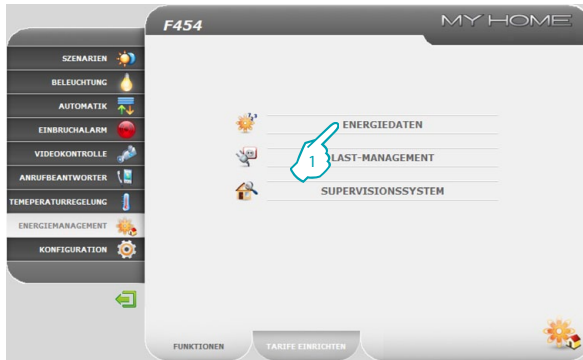 F454
MY HOME
SZENARIEN
BELEUCHTUNG
AUTOMATIK
EINBRUCHALARM
VIDEOKONTROLLE
ANRUFBEANTWORTER
TEMEPERATURREGELUNG
ENERGIEMANAGEMENT
KONFIGURATION
ENERGIEDATEN
1
LAST-MANAGEMENT
SUPERVISIONSSYSTEM
FUNKTIONEN
TARIFE EINRICHTEN